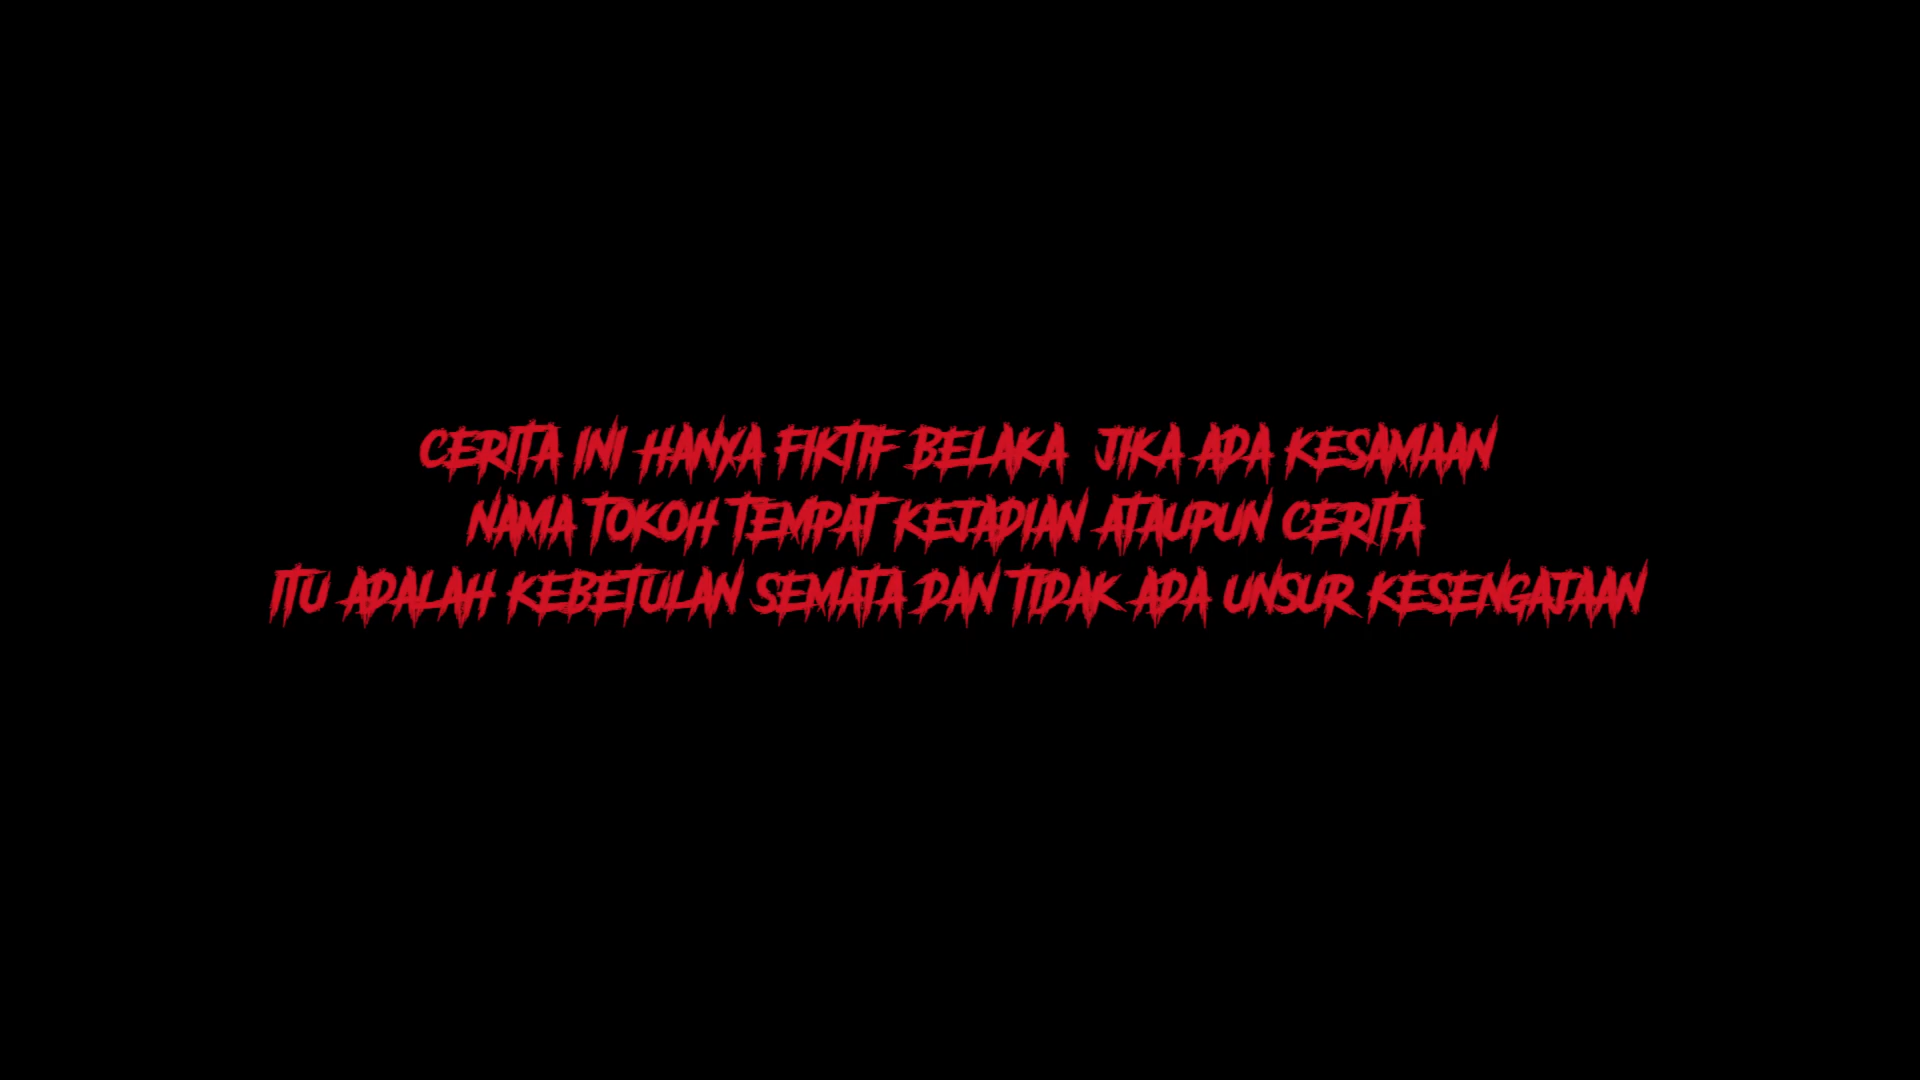 CERITA INI HANYA FIKTIF BELAKA JIKA ADA KESAMAAN
NAMA TOKOH TEMPAT KEJADIAN ATAUPUN CERITA
ITU ADALAH KEBETULAN SEMATA DAN TIDAK ADA UNSUR KESENGAJAAN